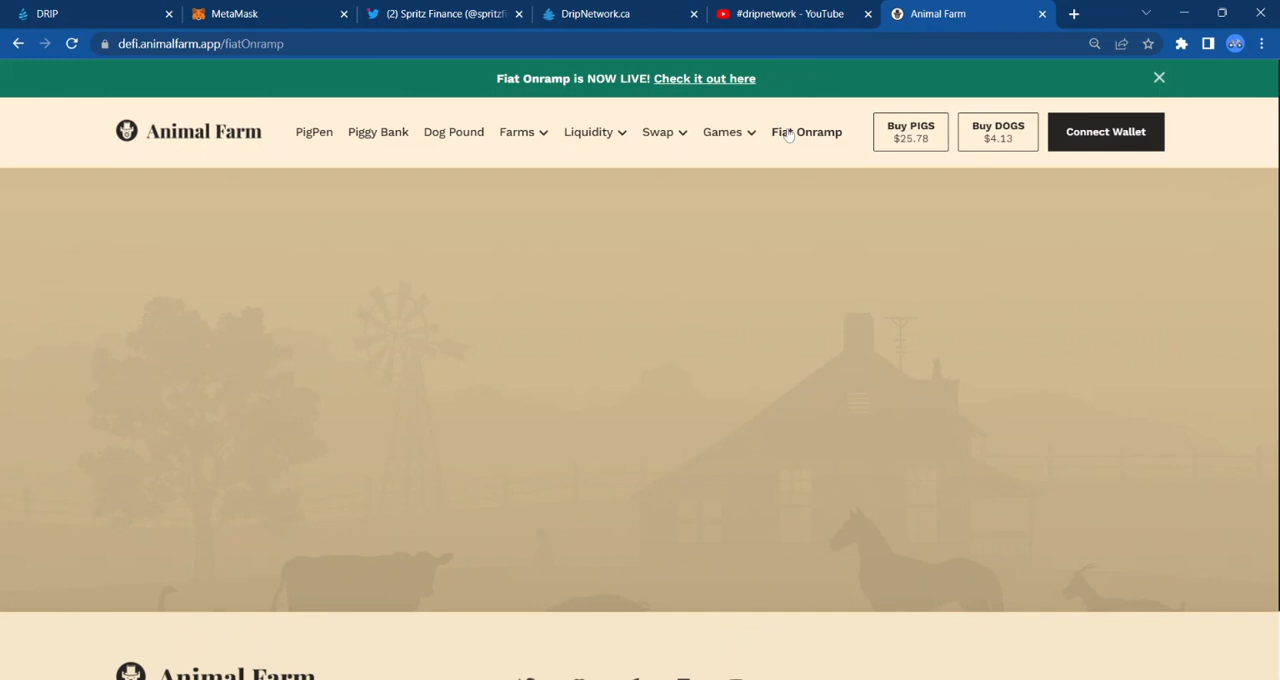 DRIP
MetaMask
(2) Spritz Finance (@spritzfi
DripNetwork.ca
#dripnetwork - YouTube
Animal Farm
defi.animalfarm.app/fiatOnramp
Fiat Onramp is NOW LIVE! Check it out here
Animal Farm
PigPen
Piggy Bank
Dog Pound
Farms
Liquidity
Swap
Games
Fiat Onramp
Buy PIGS
$25.78
Buy DOGS
$4.13
Connect Wallet
Animal Farm